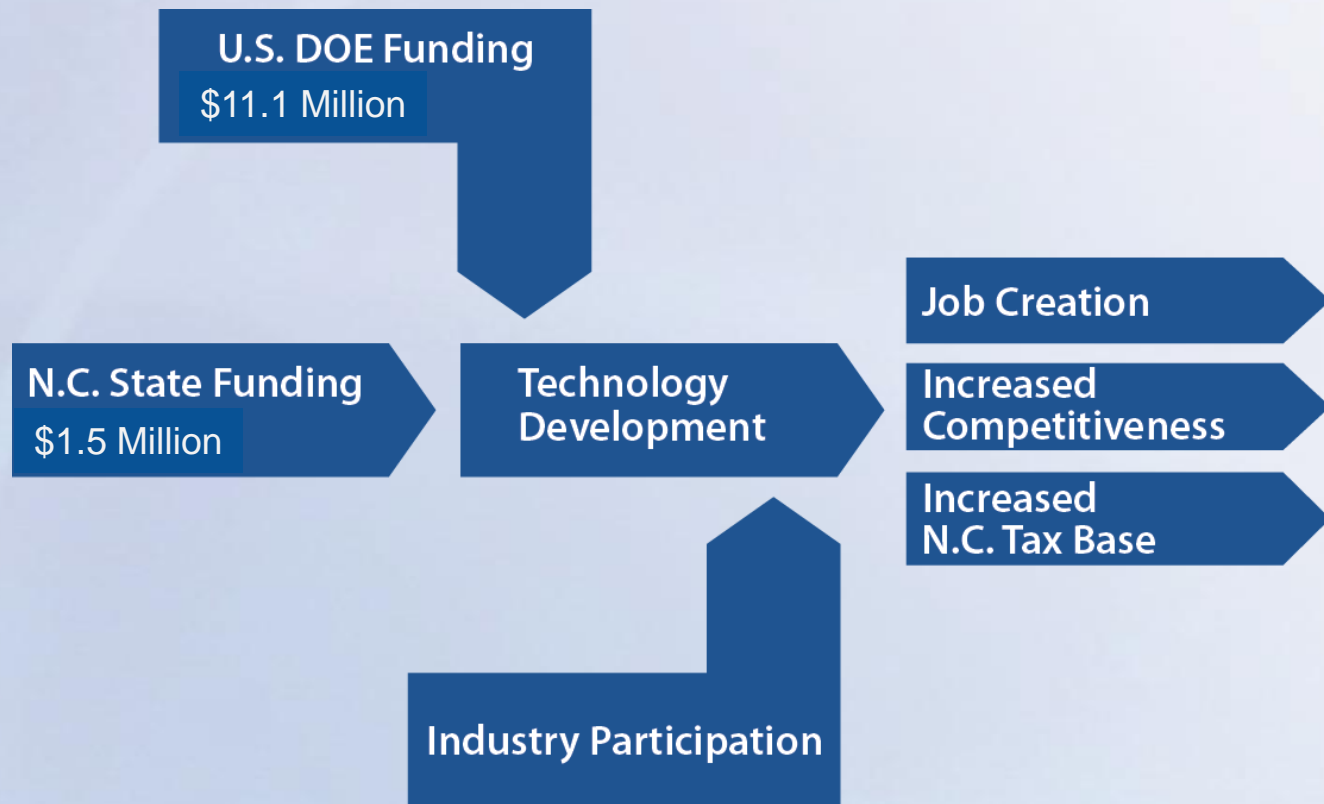 U.S. DOE Funding
$11.1 Million
N.C. State Funding
$1.5 Million
Technology
Development
Job Creation
Increased
Competitiveness
Increased
N.C. Tax Base
Industry Participation